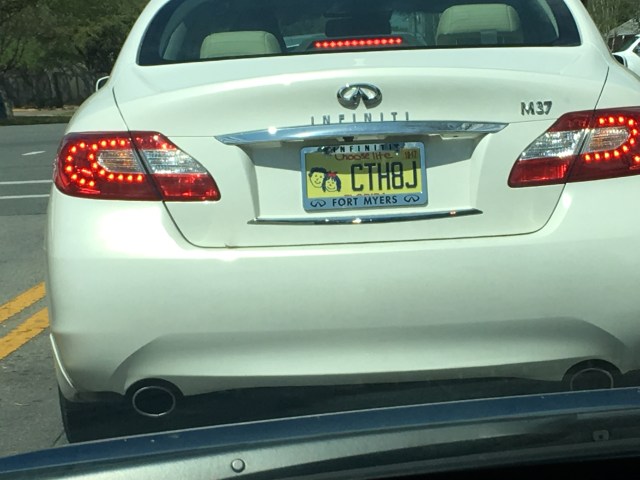 INFINITI
M37
INFINITI
Choose Life
CTH8J
FORT MYERS